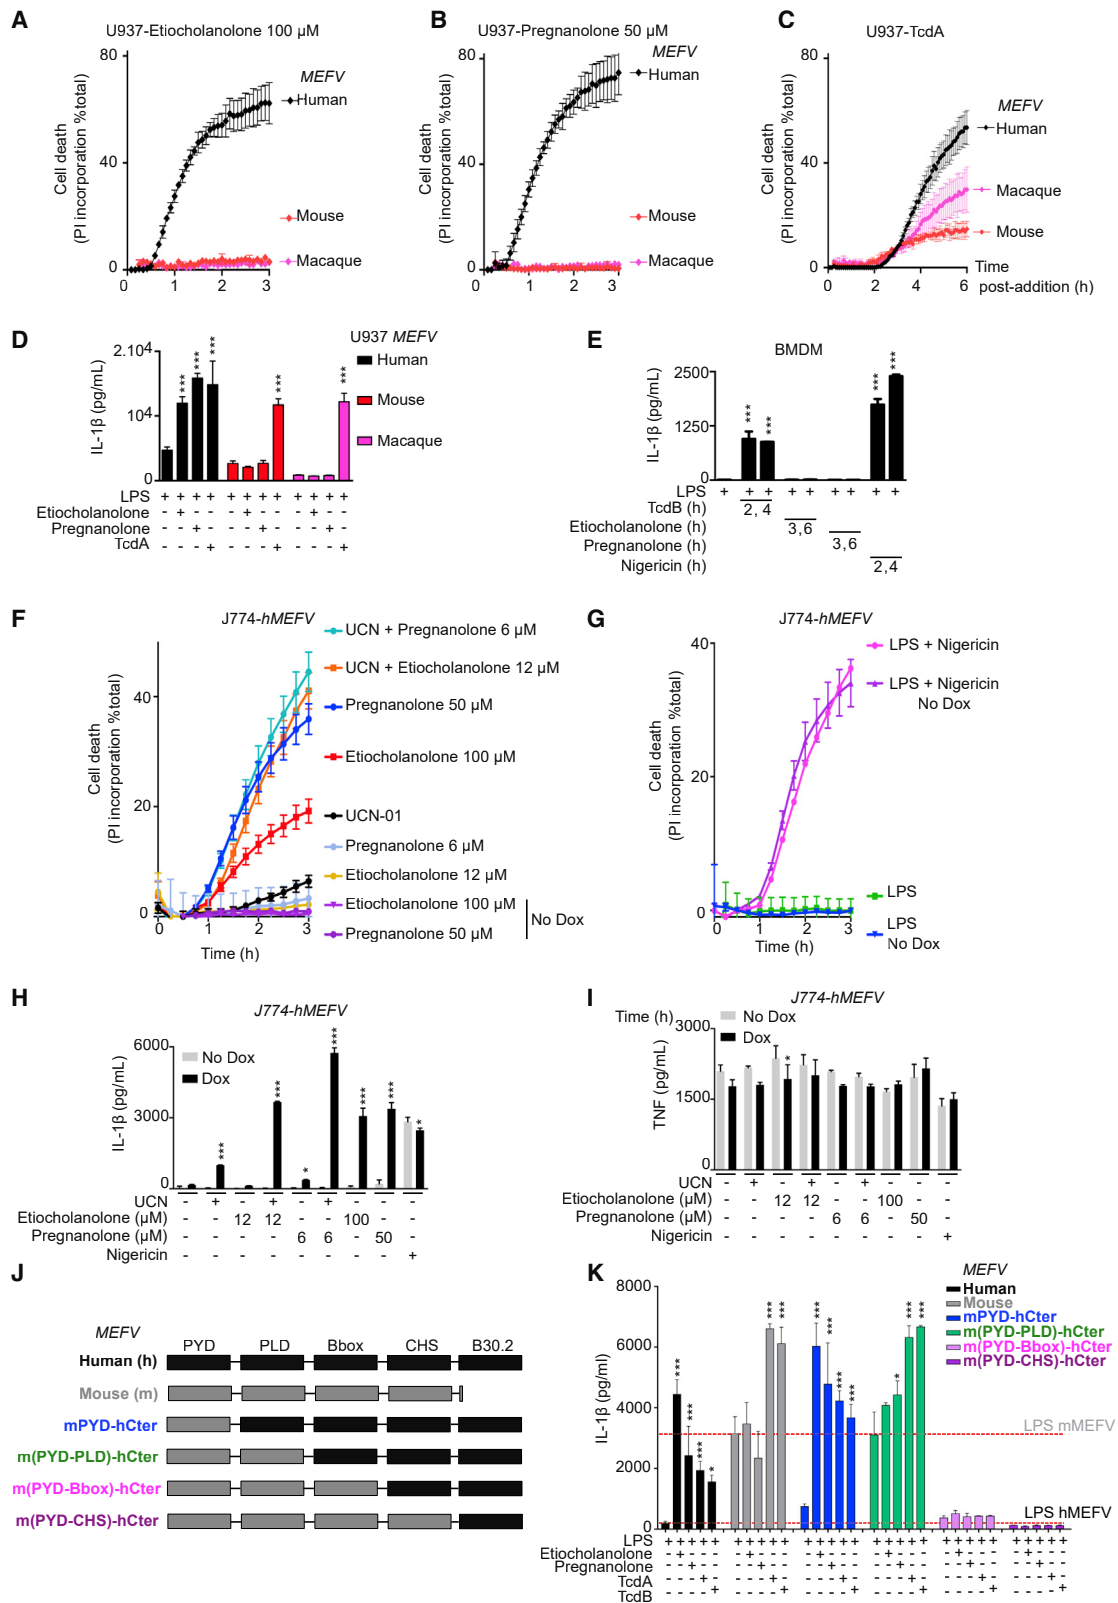 A
U937-Etiocholanolone 100 µM
Cell death
(PI incorporation %total)
80
40
0
0 1 2 3
MEFV
Human
Mouse
Macaque
B
U937-Pregnanolone 50 µM
Cell death
(PI incorporation %total)
80
40
0
0 1 2 3
MEFV
Human
Mouse
Macaque
C
U937-TcdA
Cell death
(PI incorporation %total)
80
40
0
0 2 4 6
MEFV
Human
Macaque
Mouse
Time
post-addition (h)
D
U937 MEFV
Human
Mouse
Macaque
IL-1β (pg/mL)
2.10⁴
10⁴
0
*** *** *** *** ***
LPS + + + + + + + + + + + +
Etiocholanolone - + - - - + - - - + - -
Pregnanolone - - + - - - + - - - + -
TcdA - - - + - - - + - - - +
E
BMDM
IL-1β (pg/mL)
2500
1250
0
*** *** *** ***
LPS + + + + + + + + +
TcdB (h) 2, 4
Etiocholanolone (h) 3,6
Pregnanolone (h) 3,6
Nigericin (h) 2,4
F
J774-hMEFV
Cell death
(PI incorporation %total)
40
20
0
0 1 2 3
Time (h)
UCN + Pregnanolone 6 µM
UCN + Etiocholanolone 12 µM
Pregnanolone 50 µM
Etiocholanolone 100 µM
UCN-01
Pregnanolone 6 µM
Etiocholanolone 12 µM
Etiocholanolone 100 µM
Pregnanolone 50 µM
No Dox
G
J774-hMEFV
Cell death
(PI incorporation %total)
40
20
0
0 1 2 3
Time (h)
LPS + Nigericin
LPS + Nigericin
No Dox
LPS
LPS
No Dox
H
J774-hMEFV
No Dox
Dox
IL-1β (pg/mL)
6000
3000
0
*** *** * *** *** *** *
UCN - + - + - + - - -
Etiocholanolone (µM) - - 12 12 - - 100 - -
Pregnanolone (µM) - - - - 6 6 - 50 -
Nigericin - - - - - - - - +
I
J774-hMEFV
Time (h)
No Dox
Dox
TNF (pg/mL)
3000
1500
0
*
UCN - + - + - + - - -
Etiocholanolone (µM) - - 12 12 - - 100 - -
Pregnanolone (µM) - - - - 6 6 - 50 -
Nigericin - - - - - - - - +
J
MEFV
PYD PLD Bbox CHS B30.2
Human (h)
Mouse (m)
mPYD-hCter
m(PYD-PLD)-hCter
m(PYD-Bbox)-hCter
m(PYD-CHS)-hCter
K
MEFV
Human
Mouse
mPYD-hCter
m(PYD-PLD)-hCter
m(PYD-Bbox)-hCter
m(PYD-CHS)-hCter
IL-1β (pg/ml)
8000
6000
4000
2000
0
*** *** *** * *** *** *** *** *** *** * *** ***
LPS mMEFV
LPS hMEFV
LPS + + + + + + + + + + + + + + + + + + + + + + + + + + + + + +
Etiocholanolone - + - - - - + - - - - + - - - - + - - - - + - - - - + - - -
Pregnanolone - - + - - - - + - - - - + - - - - + - - - - + - - - - + - -
TcdA - - - + - - - - + - - - - + - - - - + - - - - + - - - - + -
TcdB - - - - + - - - - + - - - - + - - - - + - - - - + - - - - +